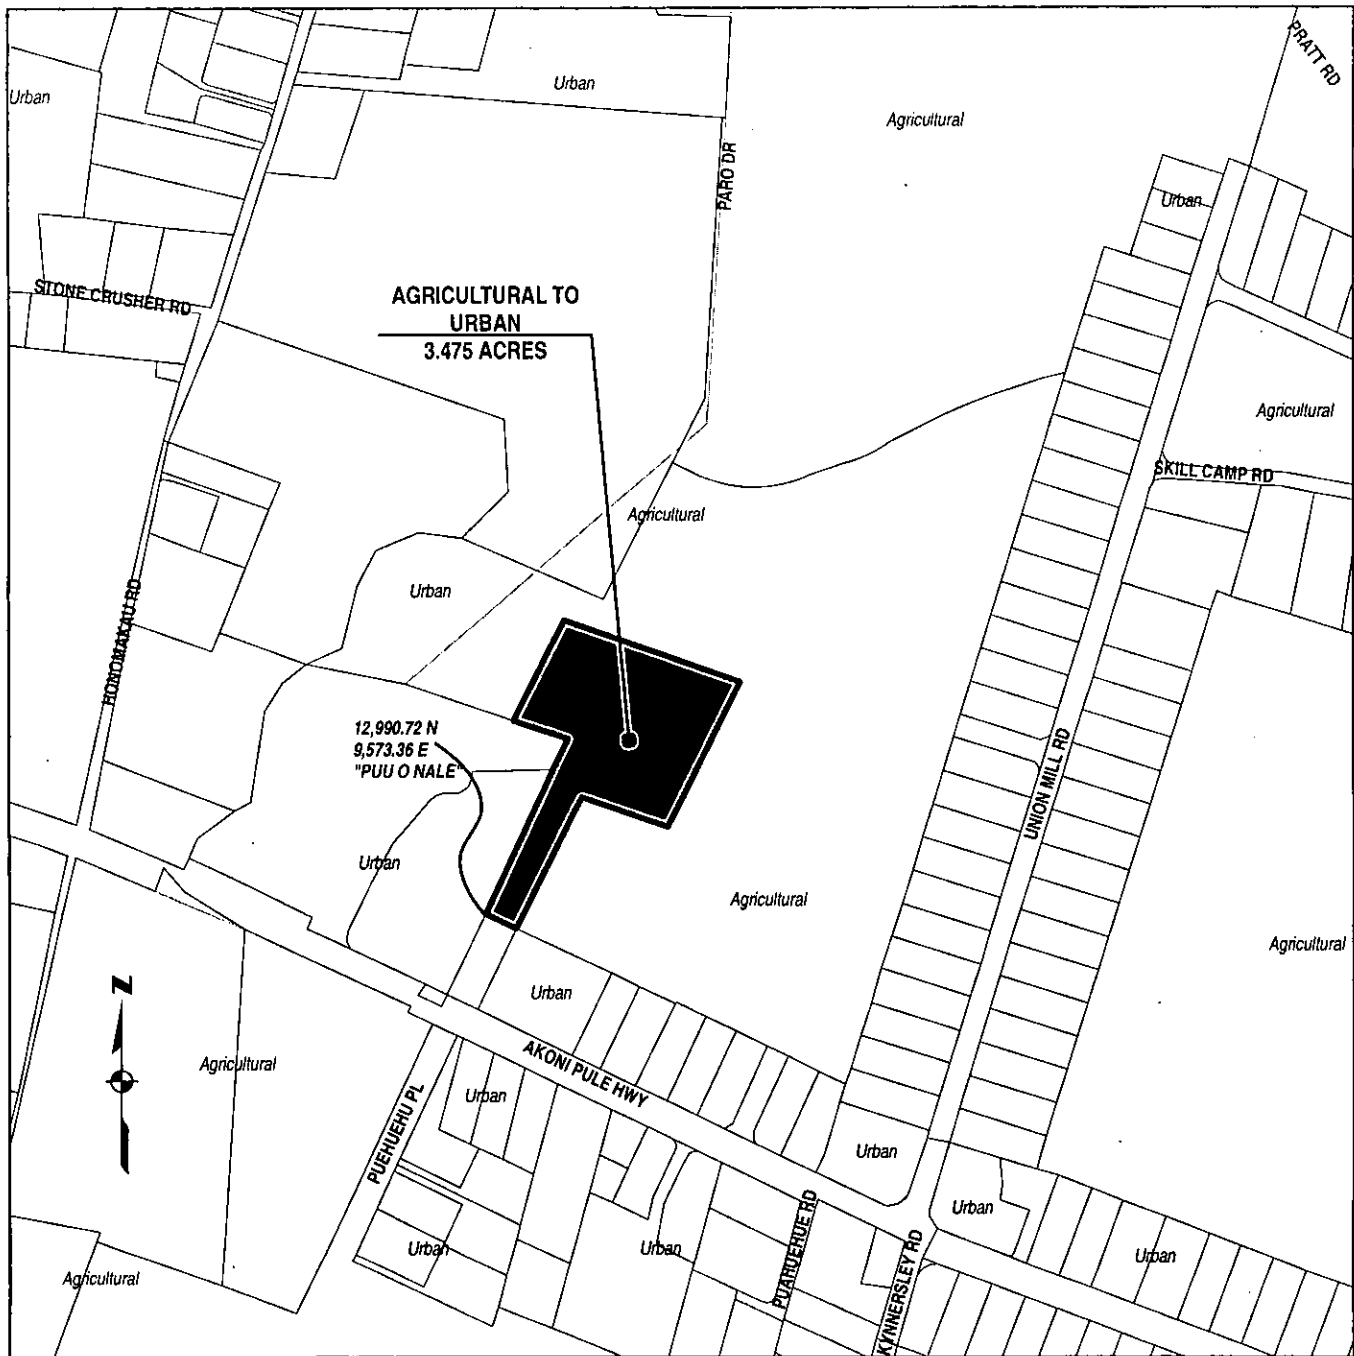 PRATT RD
Urban
Urban
Agricultural
PARO DR
Urban
STONE CRUSHER RD
AGRICULTURAL TO
URBAN
3.475 ACRES
Agricultural
SKILL CAMP RD
Agricultural
Urban
HONOMAKAU RD
12,990.72 N
9,573.36 E
"PUU O NALE"
UNION MILL RD
Urban
Agricultural
Agricultural
Z
Urban
Agricultural
AKONI PULE HWY
Urban
PUEHUEHU PL
Urban
Urban
Urban
Urban
Urban
PUAHUEHUE RD
KYNNERSLEY RD
Agricultural